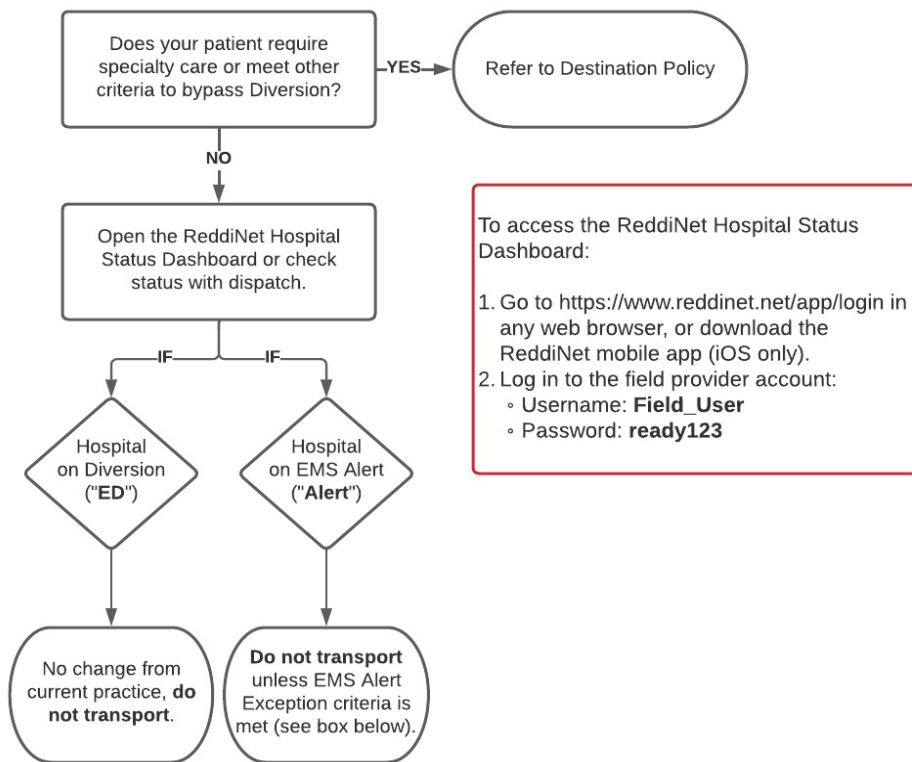 Does your patient require
specialty care or meet other
criteria to bypass Diversion?
YES
Refer to Destination Policy
NO
Open the ReddiNet Hospital
Status Dashboard or check
status with dispatch.
To access the ReddiNet Hospital Status
Dashboard:
1. Go to https://www.reddinet.net/app/login in
any web browser, or download the
ReddiNet mobile app (iOS only).
2. Log in to the field provider account:
◦ Username: Field_User
◦ Password: ready123
IF
IF
Hospital
on Diversion
("ED")
Hospital
on EMS Alert
("Alert")
No change from
current practice, do
not transport.
Do not transport
unless EMS Alert
Exception criteria is
met (see box below).